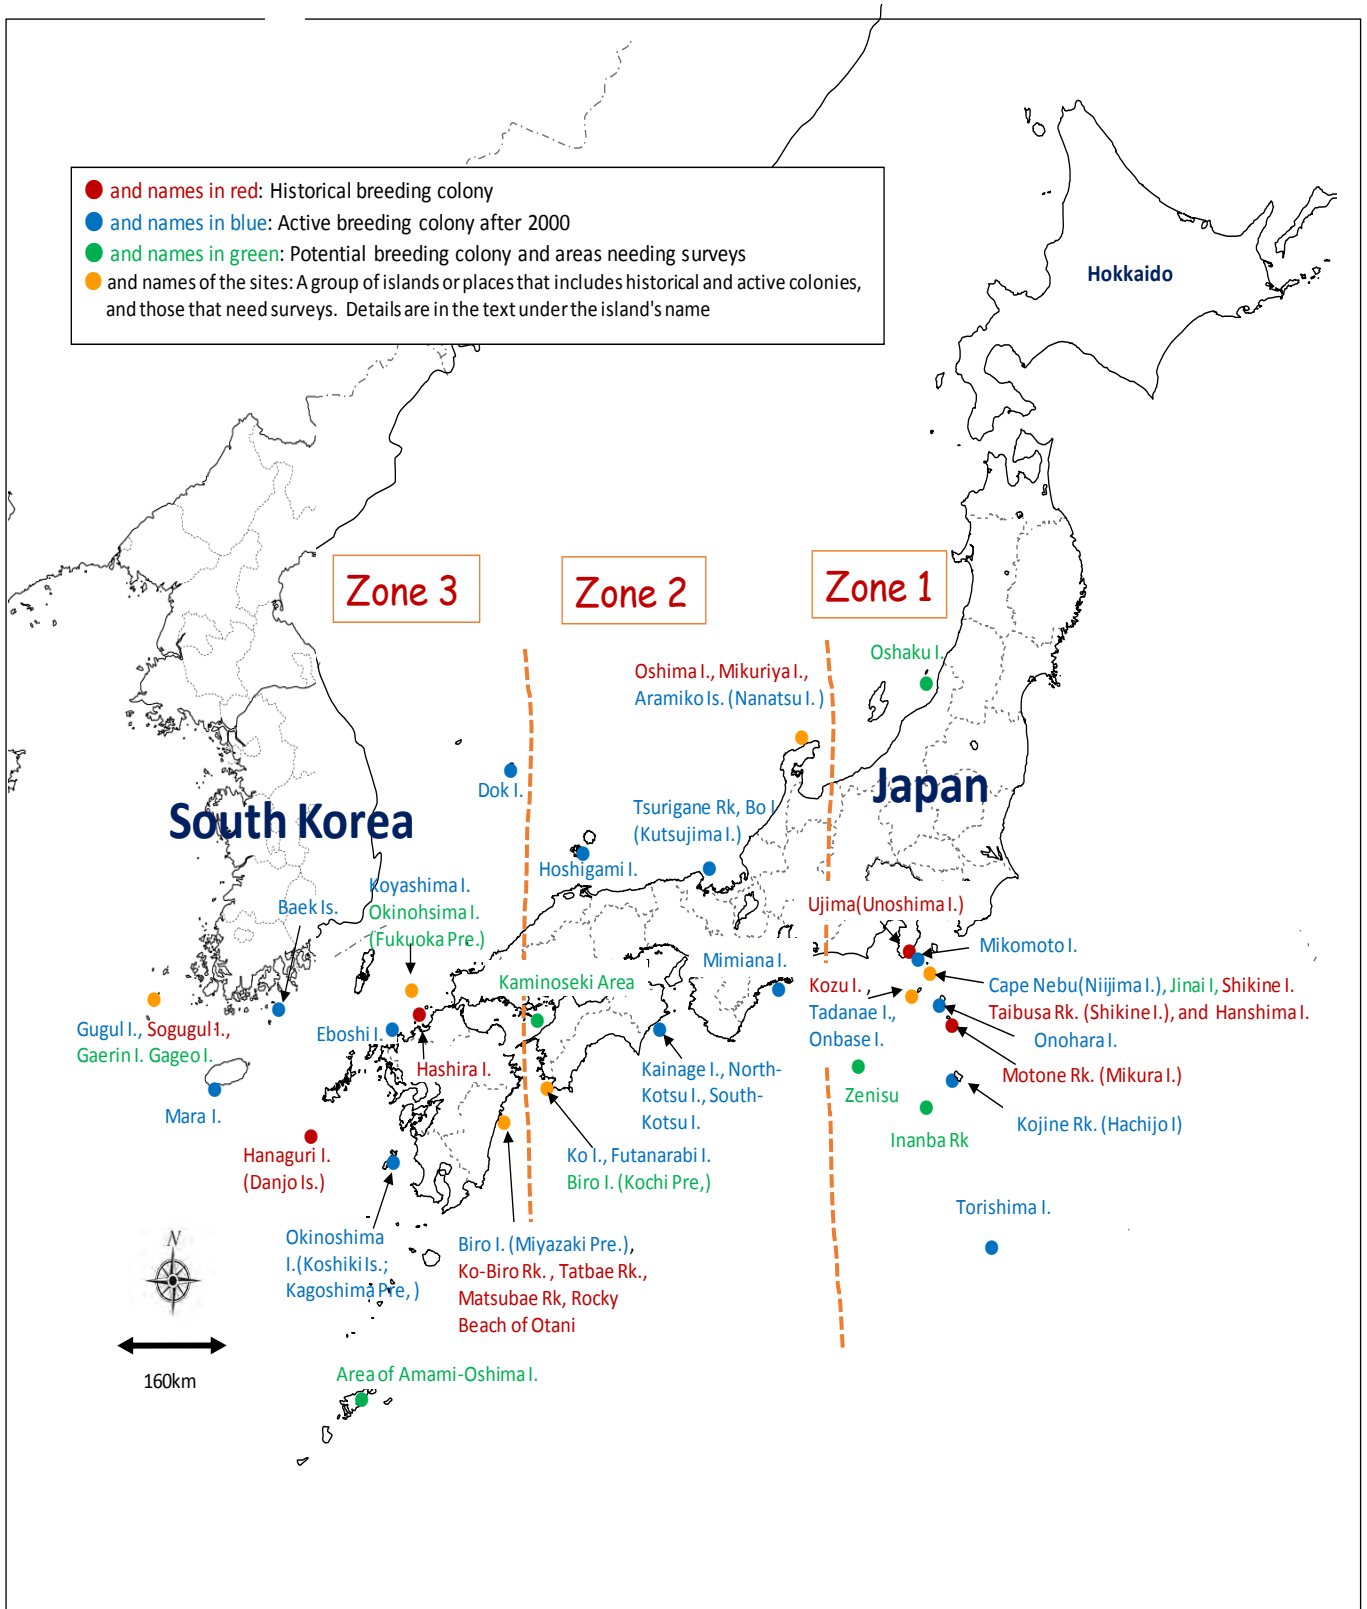 and names in red: Historical breeding colony
and names in blue: Active breeding colony after 2000
and names in green: Potential breeding colony and areas needing surveys
and names of the sites: A group of islands or places that includes historical and active colonies,
and those that need surveys. Details are in the text under the island's name
Hokkaido
Zone 3
Zone 2
Zone 1
Oshaku I.
Oshima I., Mikuriya I.,
Aramiko Is. (Nanatsu I. )
Dok I.
Japan
South Korea
Tsurigane Rk, Bo I
(Kutsujima I.)
Hoshigami I.
Koyashima I.
Okinohsima I.
(Fukuoka Pre.)
Baek Is.
Ujima(Unoshima I.)
Mikomoto I.
Mimiana I.
Kaminoseki Area
Kozu I. ,
Tadanae I.,
Onbase I.
Cape Nebu(Niijima I.), Jinai I, Shikine I.
Taibusa Rk. (Shikine I.), and Hanshima I.
Onohara I.
Gugul I., Sogugul I.,
Gaerin I. Gageo I.
Eboshi I.
Hashira I.
Kainage I., North-
Kotsu I., South-
Kotsu I.
Motone Rk. (Mikura I.)
Zenisu
Mara I.
Kojine Rk. (Hachijo I)
Inanba Rk
Hanaguri I.
(Danjo Is.)
Ko I., Futanarabi I.
Biro I. (Kochi Pre,)
Torishima I.
Okinoshima
I.(Koshiki Is.;
Kagoshima Pre, )
Biro I. (Miyazaki Pre.),
Ko-Biro Rk. , Tatbae Rk.,
Matsubae Rk, Rocky
Beach of Otani
N
160km
Area of Amami-Oshima I.